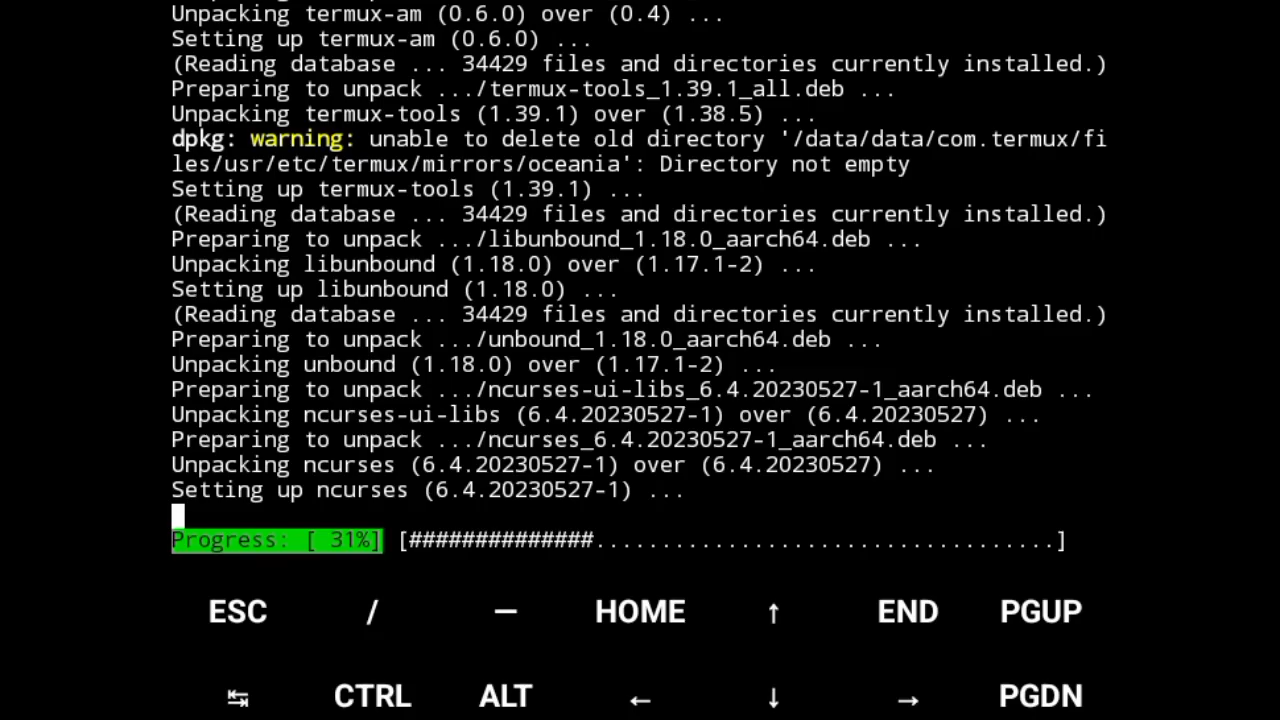 Unpacking termux-am (0.6.0) over (0.4) ...
Setting up termux-am (0.6.0) ...
(Reading database ... 34429 files and directories currently installed.)
Preparing to unpack .../termux-tools_1.39.1_all.deb ...
Unpacking termux-tools (1.39.1) over (1.38.5) ...
dpkg: warning: unable to delete old directory '/data/data/com.termux/fi
les/usr/etc/termux/mirrors/oceania': Directory not empty
Setting up termux-tools (1.39.1) ...
(Reading database ... 34429 files and directories currently installed.)
Preparing to unpack .../libunbound_1.18.0_aarch64.deb ...
Unpacking libunbound (1.18.0) over (1.17.1-2) ...
Setting up libunbound (1.18.0) ...
(Reading database ... 34429 files and directories currently installed.)
Preparing to unpack .../unbound_1.18.0_aarch64.deb ...
Unpacking unbound (1.18.0) over (1.17.1-2) ...
Preparing to unpack .../ncurses-ui-libs_6.4.20230527-1_aarch64.deb ...
Unpacking ncurses-ui-libs (6.4.20230527-1) over (6.4.20230527) ...
Preparing to unpack .../ncurses_6.4.20230527-1_aarch64.deb ...
Unpacking ncurses (6.4.20230527-1) over (6.4.20230527) ...
Setting up ncurses (6.4.20230527-1) ...
Progress: [ 31%] [##############...................................]
ESC / — HOME ↑ END PGUP
↹ CTRL ALT ← ↓ → PGDN